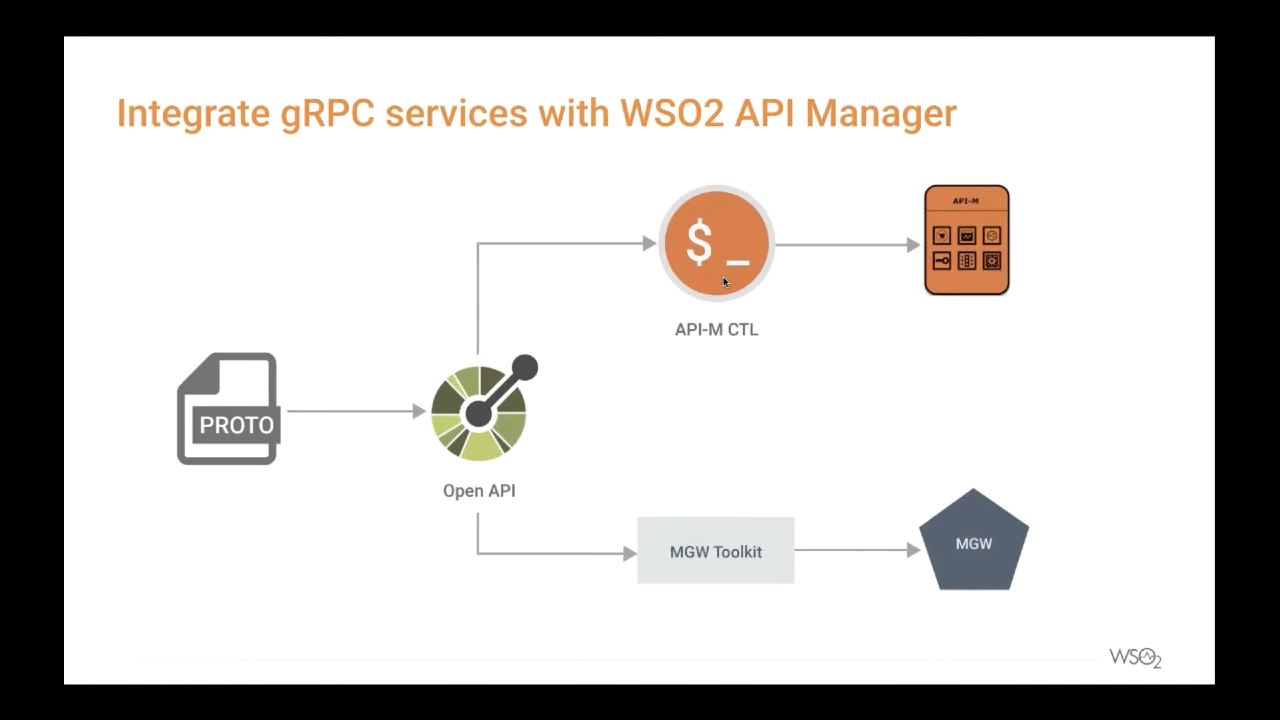 Integrate gRPC services with WSO2 API Manager
API-M
$ _
API-M CTL
PROTO
Open API
MGW Toolkit
MGW
WSO2